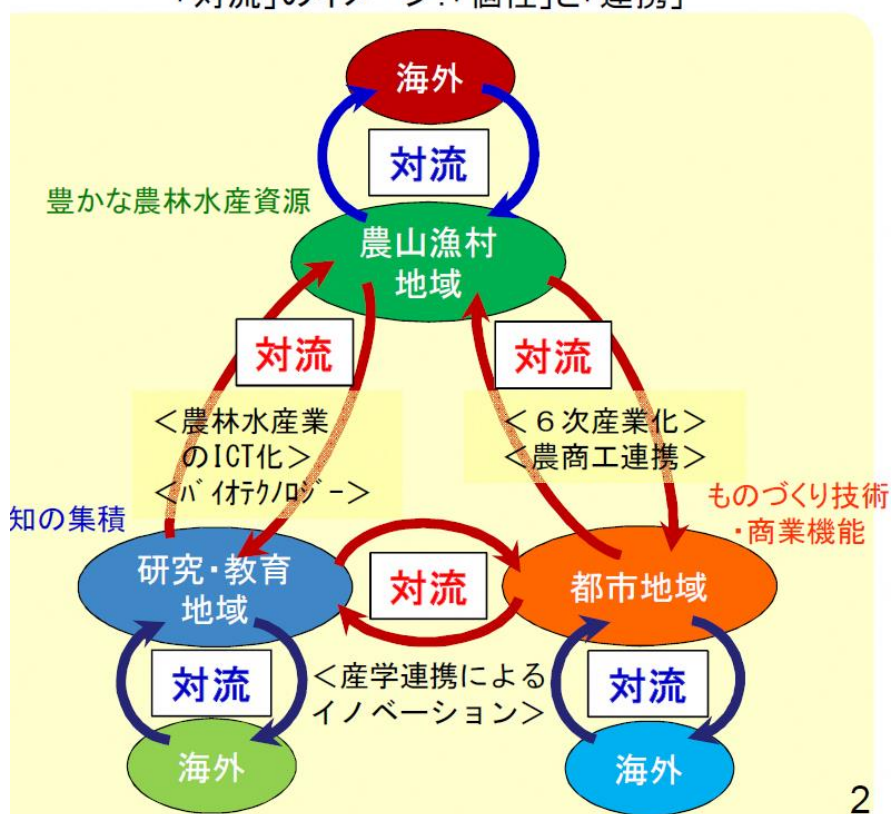 海外
対流
豊かな農林水産資源
農山漁村
地域
対流
対流
＜農林水産業
のICT化＞
＜ﾊﾞｲｵﾃｸﾉﾛｼﾞｰ＞
＜６次産業化＞
＜農商工連携＞
知の集積
ものづくり技術
・商業機能
研究・教育
地域
対流
都市地域
対流
＜産学連携による
イノベーション＞
対流
海外
海外
2